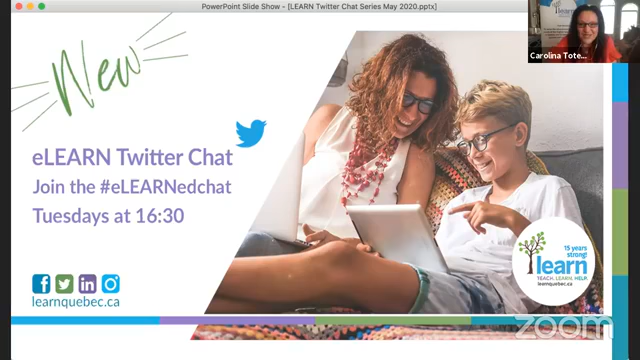 PowerPoint Slide Show - [LEARN Twitter Chat Series May 2020.pptx]
learn
Carolina Tote...
New
eLEARN Twitter Chat
Join the #eLEARNedchat
Tuesdays at 16:30
learnquebec.ca
15 years
strong!
learn
TEACH. LEARN. HELP.
learnquebec.ca
zoom